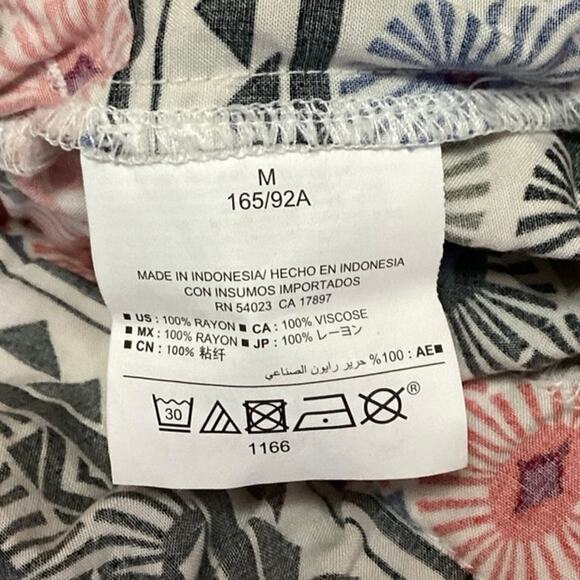 M
165/92A
MADE IN INDONESIA/ HECHO EN INDONESIA
CON INSUMOS IMPORTADOS
RN 54023 CA 17897
■ US : 100% RAYON ■ CA : 100% VISCOSE
■ MX : 100% RAYON ■ JP : 100% レーヨン
■ CN : 100% 粘纤
■AE : 100% حرير رايون الصناعي
30
®
1166